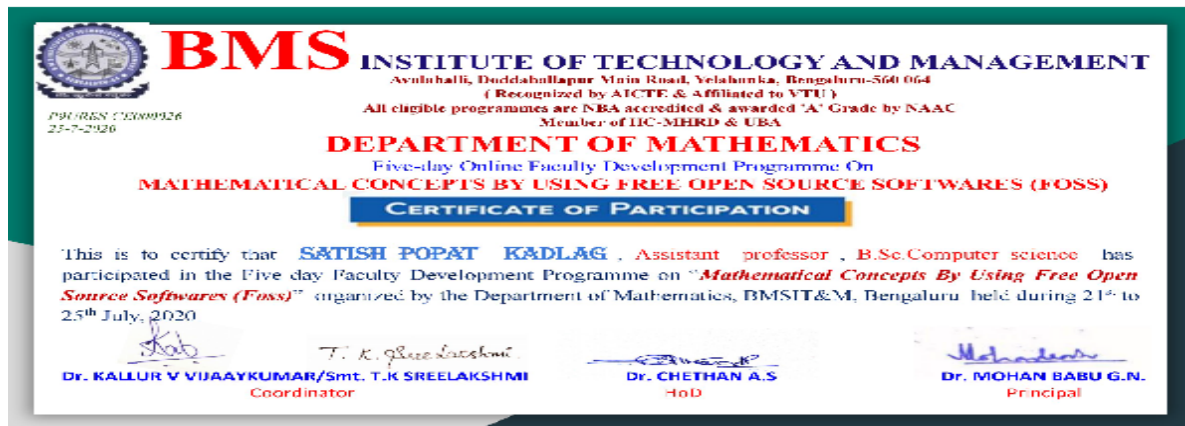 BMS INSTITUTE OF TECHNOLOGY AND MANAGEMENT
Avalahalli, Doddaballapur Main Road, Yelahanka, Bengaluru-560 064
( Recognized by AICTE & Affiliated to VTU )
All eligible programmes are NBA accredited & awarded 'A' Grade by NAAC
Member of IIC-MHRD & UBA
25-7-2020
DEPARTMENT OF MATHEMATICS
Five-day Online Faculty Development Programme On
MATHEMATICAL CONCEPTS BY USING FREE OPEN SOURCE SOFTWARES (FOSS)
CERTIFICATE OF PARTICIPATION
This is to certify that SATISH POPAT KADLAG , Assistant professor , B.Sc.Computer science has
participated in the Five day Faculty Development Programme on "Mathematical Concepts By Using Free Open
Source Softwares (Foss)" organized by the Department of Mathematics, BMSIT&M, Bengaluru held during 21st to
25th July, 2020
T. K. Sreelakshmi
Dr. KALLUR V VIJAAYKUMAR/Smt. T.K SREELAKSHMI Dr. CHETHAN A.S Dr. MOHAN BABU G.N.
Coordinator HoD Principal